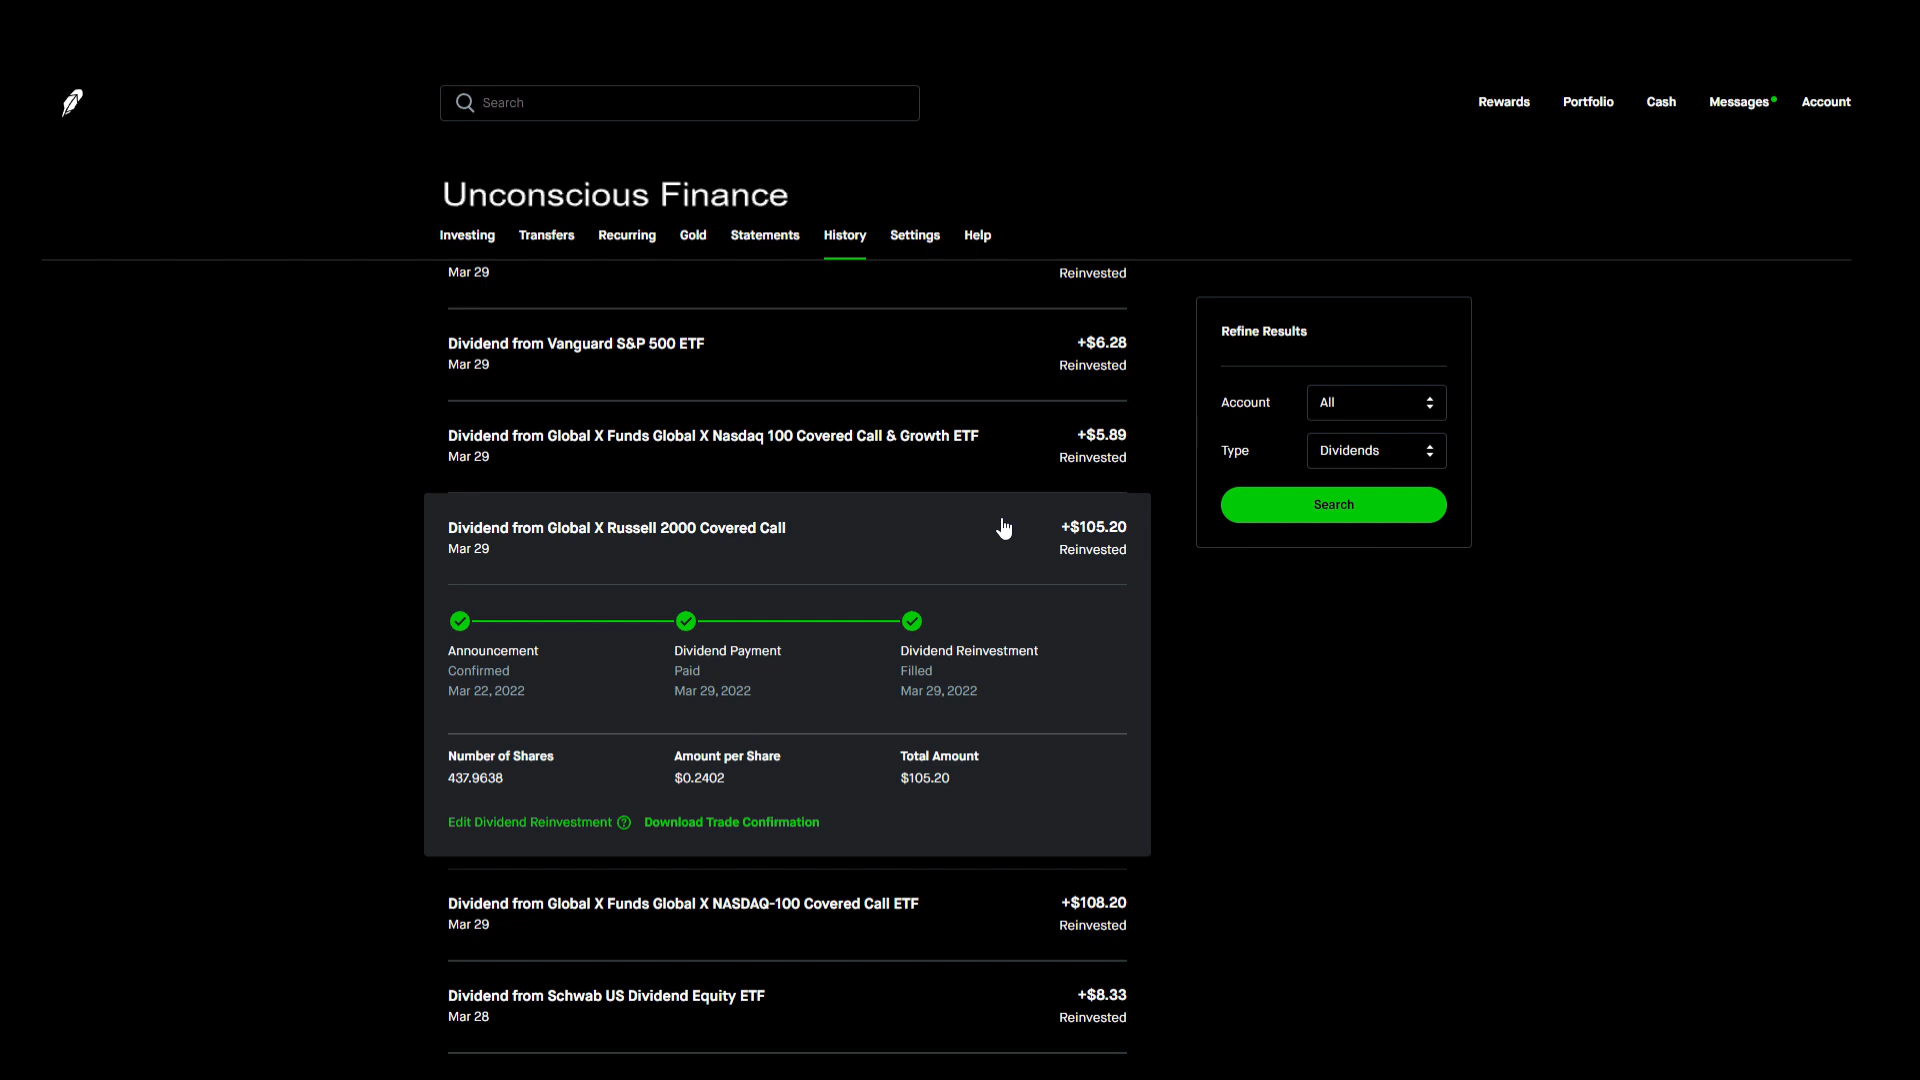 Search
Rewards Portfolio Cash Messages Account
Unconscious Finance
Investing Transfers Recurring Gold Statements History Settings Help
Mar 29 Reinvested
Dividend from Vanguard S&P 500 ETF +$6.28
Mar 29 Reinvested
Dividend from Global X Funds Global X Nasdaq 100 Covered Call & Growth ETF +$5.89
Mar 29 Reinvested
Dividend from Global X Russell 2000 Covered Call +$105.20
Mar 29 Reinvested
Announcement Dividend Payment Dividend Reinvestment
Confirmed Paid Filled
Mar 22, 2022 Mar 29, 2022 Mar 29, 2022
Number of Shares Amount per Share Total Amount
437.9638 $0.2402 $105.20
Edit Dividend Reinvestment ? Download Trade Confirmation
Dividend from Global X Funds Global X NASDAQ-100 Covered Call ETF +$108.20
Mar 29 Reinvested
Dividend from Schwab US Dividend Equity ETF +$8.33
Mar 28 Reinvested
Refine Results
Account All
Type Dividends
Search